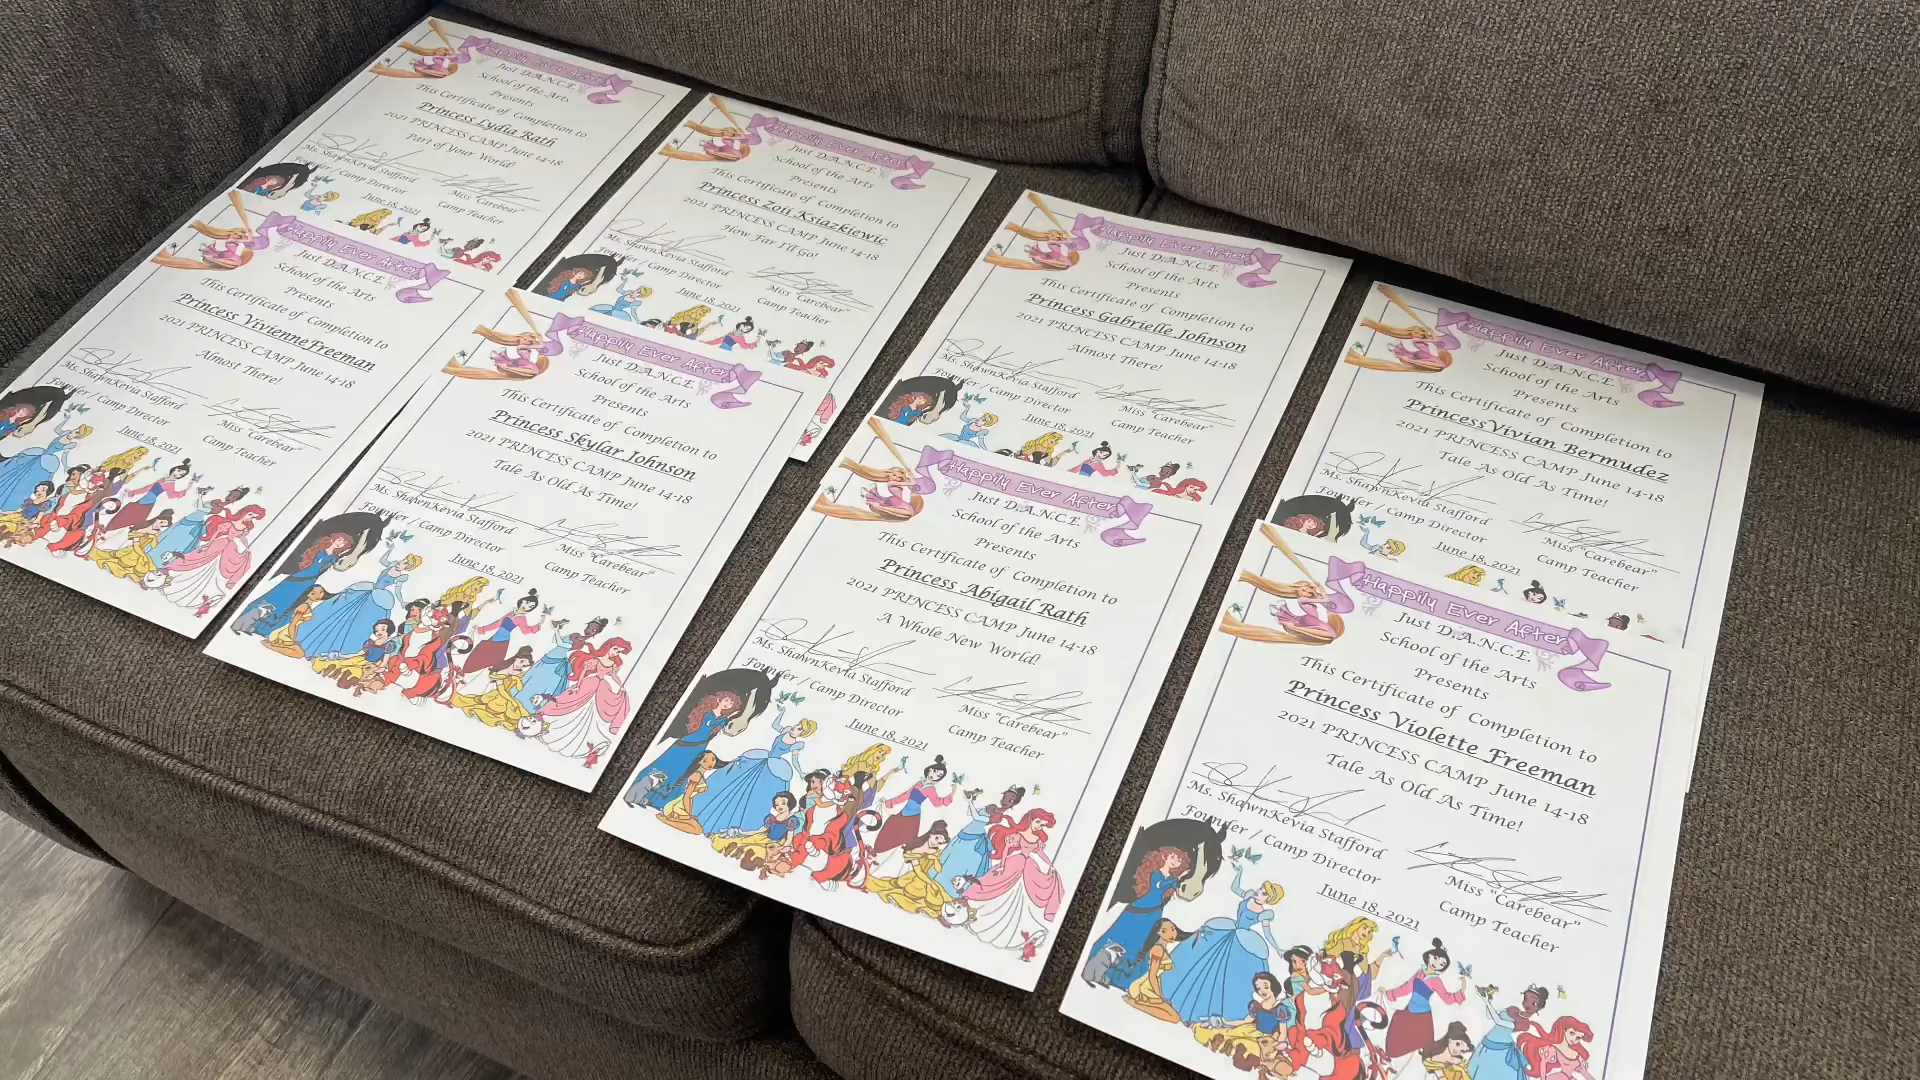 Happily Ever After
Just D.A.N.C.E.
School of the Arts
Presents
This Certificate of Completion to
Princess Lydia Rath
2021 PRINCESS CAMP June 14-18
Part of Your World!
Ms. ShawnKevia Stafford
Founder / Camp Director
Miss "Carebear"
Camp Teacher
June 18, 2021
Happily Ever After
Just D.A.N.C.E.
School of the Arts
Presents
This Certificate of Completion to
Princess Zoii Ksiazkiewic
2021 PRINCESS CAMP June 14-18
How Far I'll Go!
Ms. ShawnKevia Stafford
Founder / Camp Director
Miss "Carebear"
Camp Teacher
June 18, 2021
Happily Ever After
Just D.A.N.C.E.
School of the Arts
Presents
This Certificate of Completion to
Princess Gabrielle Johnson
2021 PRINCESS CAMP June 14-18
Almost There!
Ms. ShawnKevia Stafford
Founder / Camp Director
Miss "Carebear"
Camp Teacher
June 18, 2021
Happily Ever After
Just D.A.N.C.E.
School of the Arts
Presents
This Certificate of Completion to
Princess Vivian Bermudez
2021 PRINCESS CAMP June 14-18
Tale As Old As Time!
Ms. ShawnKevia Stafford
Founder / Camp Director
Miss "Carebear"
Camp Teacher
June 18, 2021
Happily Ever After
Just D.A.N.C.E.
School of the Arts
Presents
This Certificate of Completion to
Princess Vivienne Freeman
2021 PRINCESS CAMP June 14-18
Almost There!
Ms. ShawnKevia Stafford
Founder / Camp Director
Miss "Carebear"
Camp Teacher
June 18, 2021
Happily Ever After
Just D.A.N.C.E.
School of the Arts
Presents
This Certificate of Completion to
Princess Skylar Johnson
2021 PRINCESS CAMP June 14-18
Tale As Old As Time!
Ms. ShawnKevia Stafford
Founder / Camp Director
Miss "Carebear"
Camp Teacher
June 18, 2021
Happily Ever After
Just D.A.N.C.E.
School of the Arts
Presents
This Certificate of Completion to
Princess Abigail Rath
2021 PRINCESS CAMP June 14-18
A Whole New World!
Ms. ShawnKevia Stafford
Founder / Camp Director
Miss "Carebear"
Camp Teacher
June 18, 2021
Happily Ever After
Just D.A.N.C.E.
School of the Arts
Presents
This Certificate of Completion to
Princess Violette Freeman
2021 PRINCESS CAMP June 14-18
Tale As Old As Time!
Ms. ShawnKevia Stafford
Founder / Camp Director
Miss "Carebear"
Camp Teacher
June 18, 2021